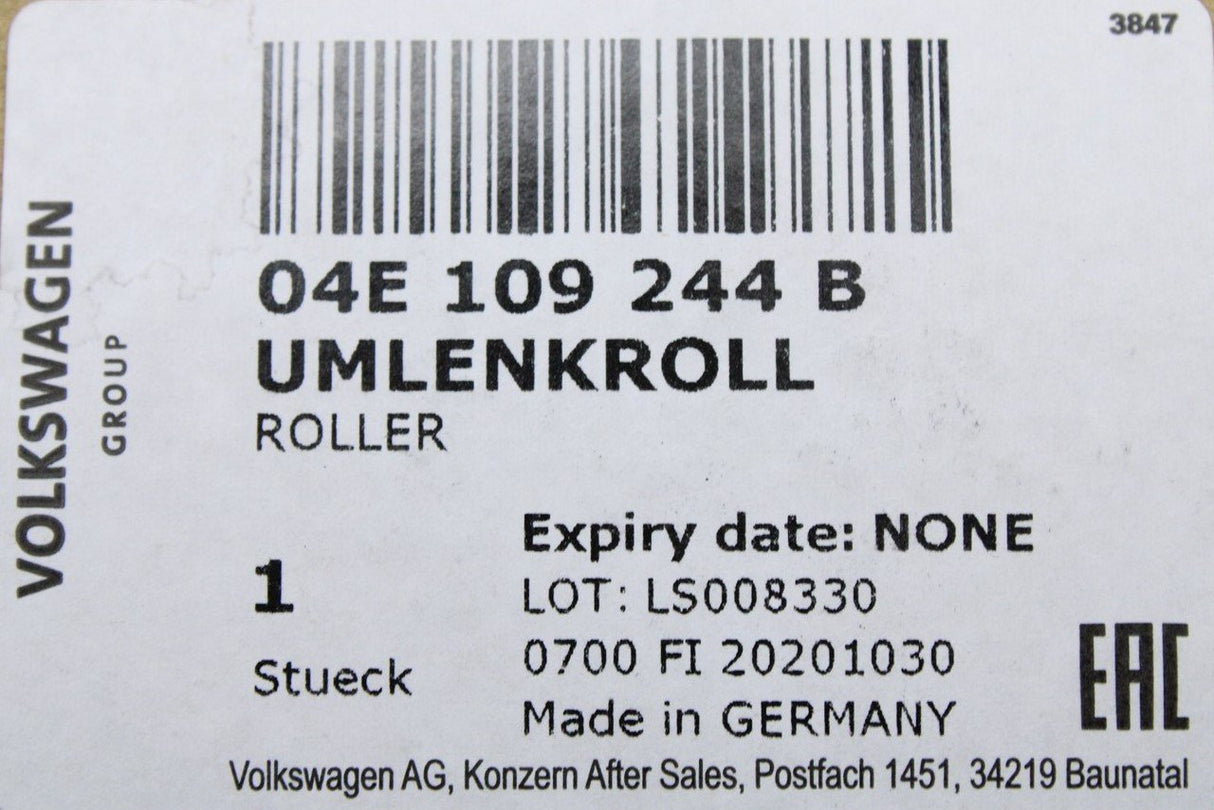 3847
VOLKSWAGEN
GROUP
04E 109 244 B
UMLENKROLL
ROLLER
1
Stueck
Expiry date: NONE
LOT: LS008330
0700 FI 20201030
Made in GERMANY
EAC
Volkswagen AG, Konzern After Sales, Postfach 1451, 34219 Baunatal